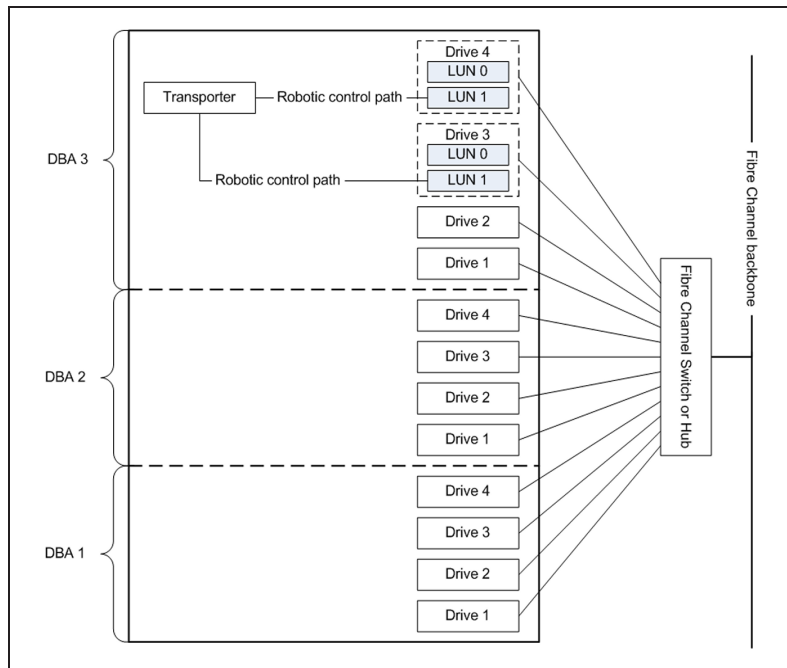 DBA 3
Transporter
Robotic control path
Robotic control path
Drive 4
LUN 0
LUN 1
Drive 3
LUN 0
LUN 1
Drive 2
Drive 1
DBA 2
Drive 4
Drive 3
Drive 2
Drive 1
DBA 1
Drive 4
Drive 3
Drive 2
Drive 1
Fibre Channel Switch or Hub
Fibre Channel backbone